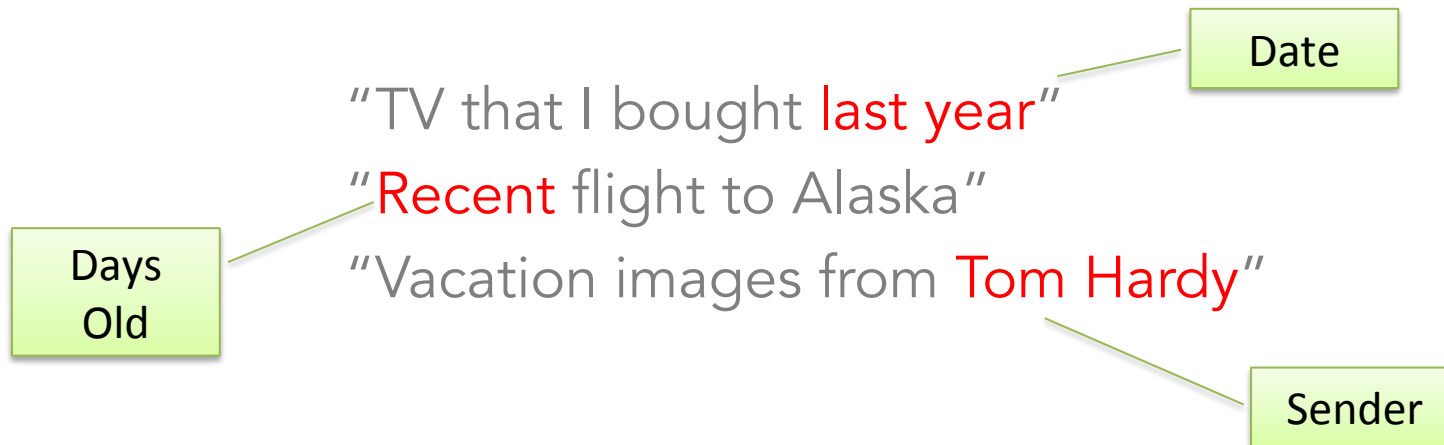 Date
“TV that I bought last year”
“Recent flight to Alaska”
Days
Old
“Vacation images from Tom Hardy”
Sender